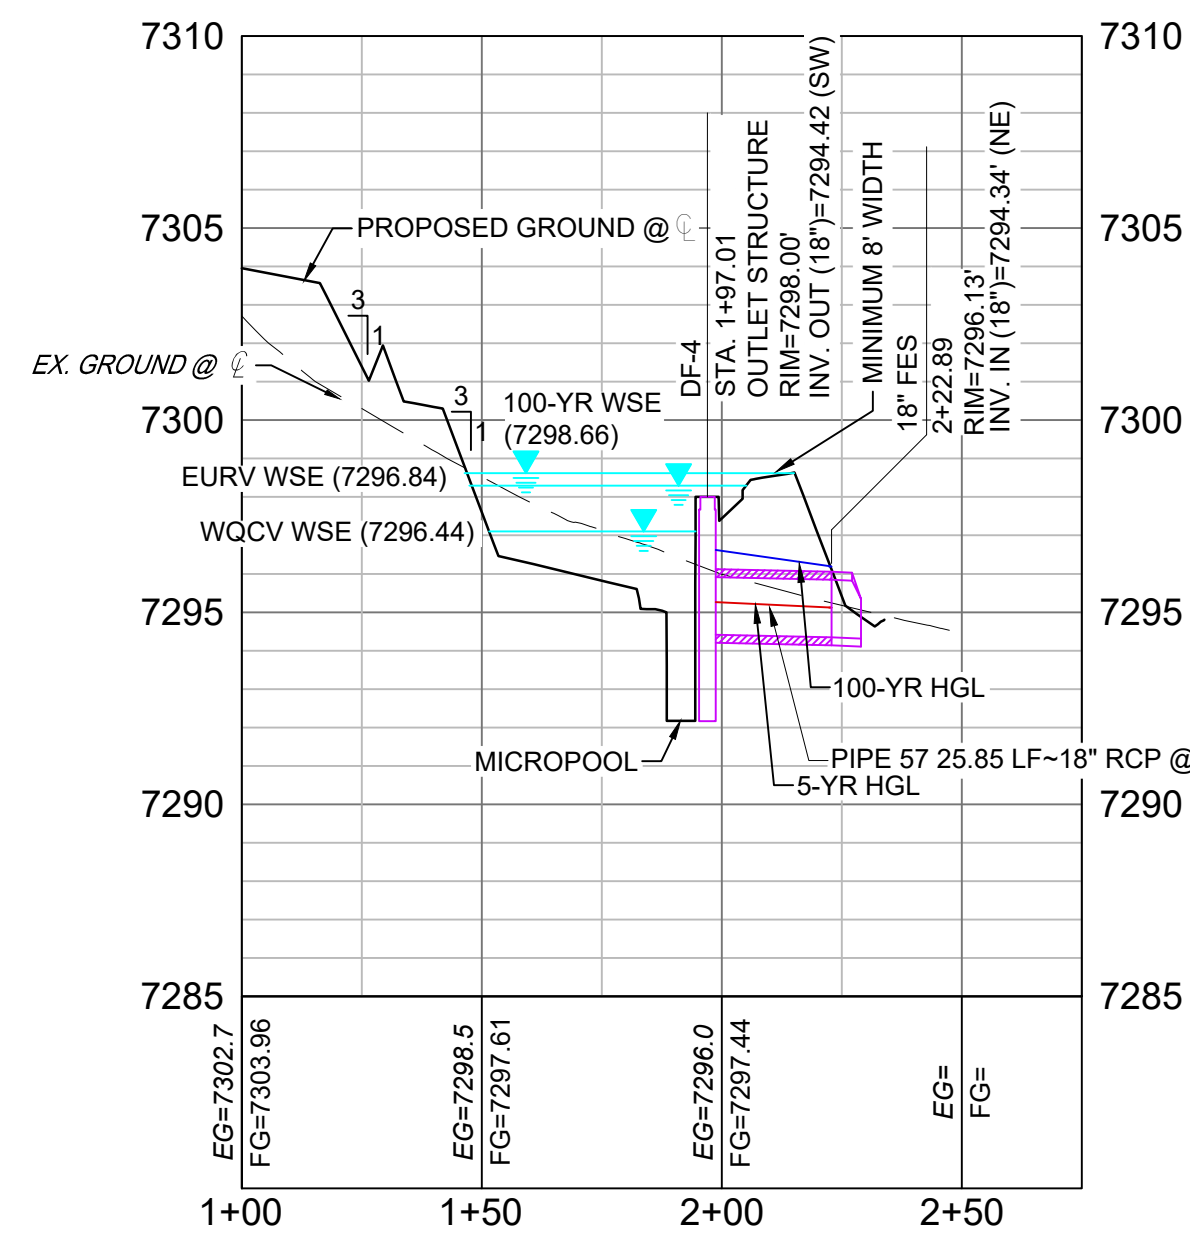 7310
7310
7305
7305
7300
7300
7295
7295
7290
7290
7285
7285
PROPOSED GROUND @ ℄
EX. GROUND @ ℄
3
1
3
1
100-YR WSE
(7298.66)
EURV WSE (7296.84)
WQCV WSE (7296.44)
DF-4
STA. 1+97.01
OUTLET STRUCTURE
RIM=7298.00'
INV. OUT (18")=7294.42 (SW)
MINIMUM 8' WIDTH
18" FES
2+22.89
RIM=7296.13'
INV. IN (18")=7294.34' (NE)
100-YR HGL
PIPE 57 25.85 LF~18" RCP @
5-YR HGL
MICROPOOL
EG=7302.7
FG=7303.96
EG=7298.5
FG=7297.61
EG=7296.0
FG=7297.44
EG=
FG=
1+00
1+50
2+00
2+50